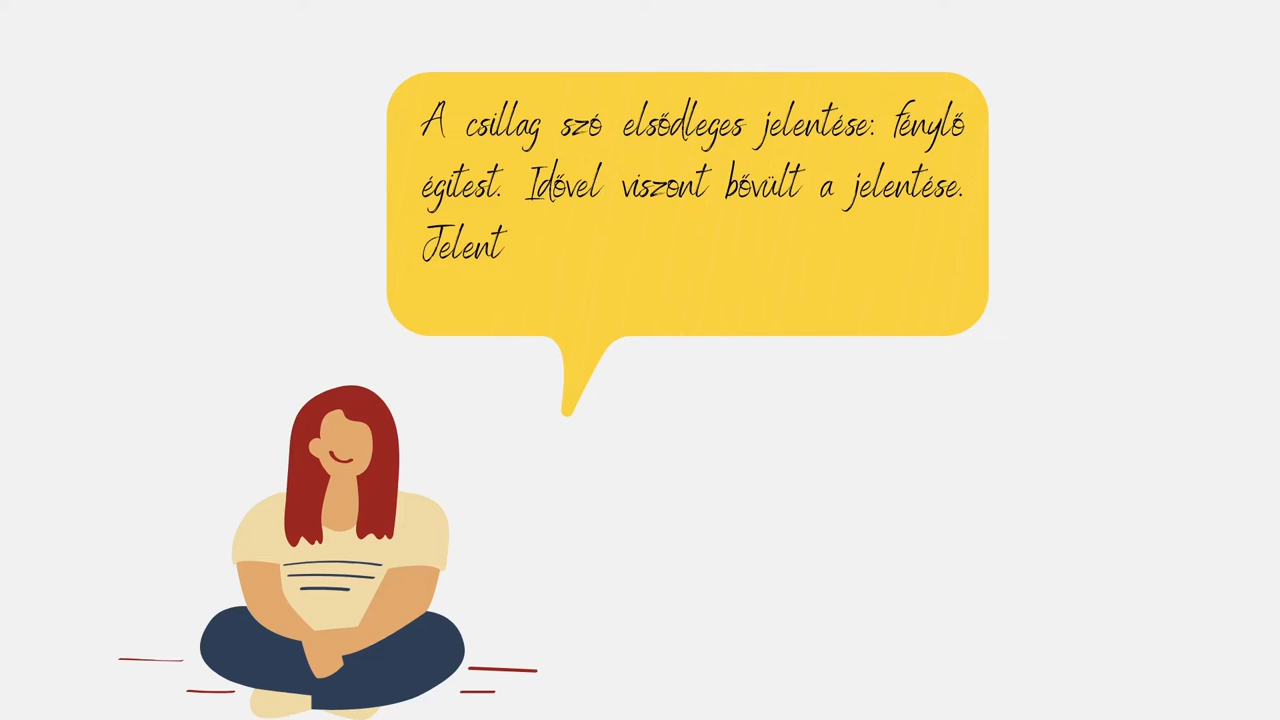 A csillag szó elsődleges jelentése: fénylő
égitest. Idővel viszont bővült a jelentése.
Jelent